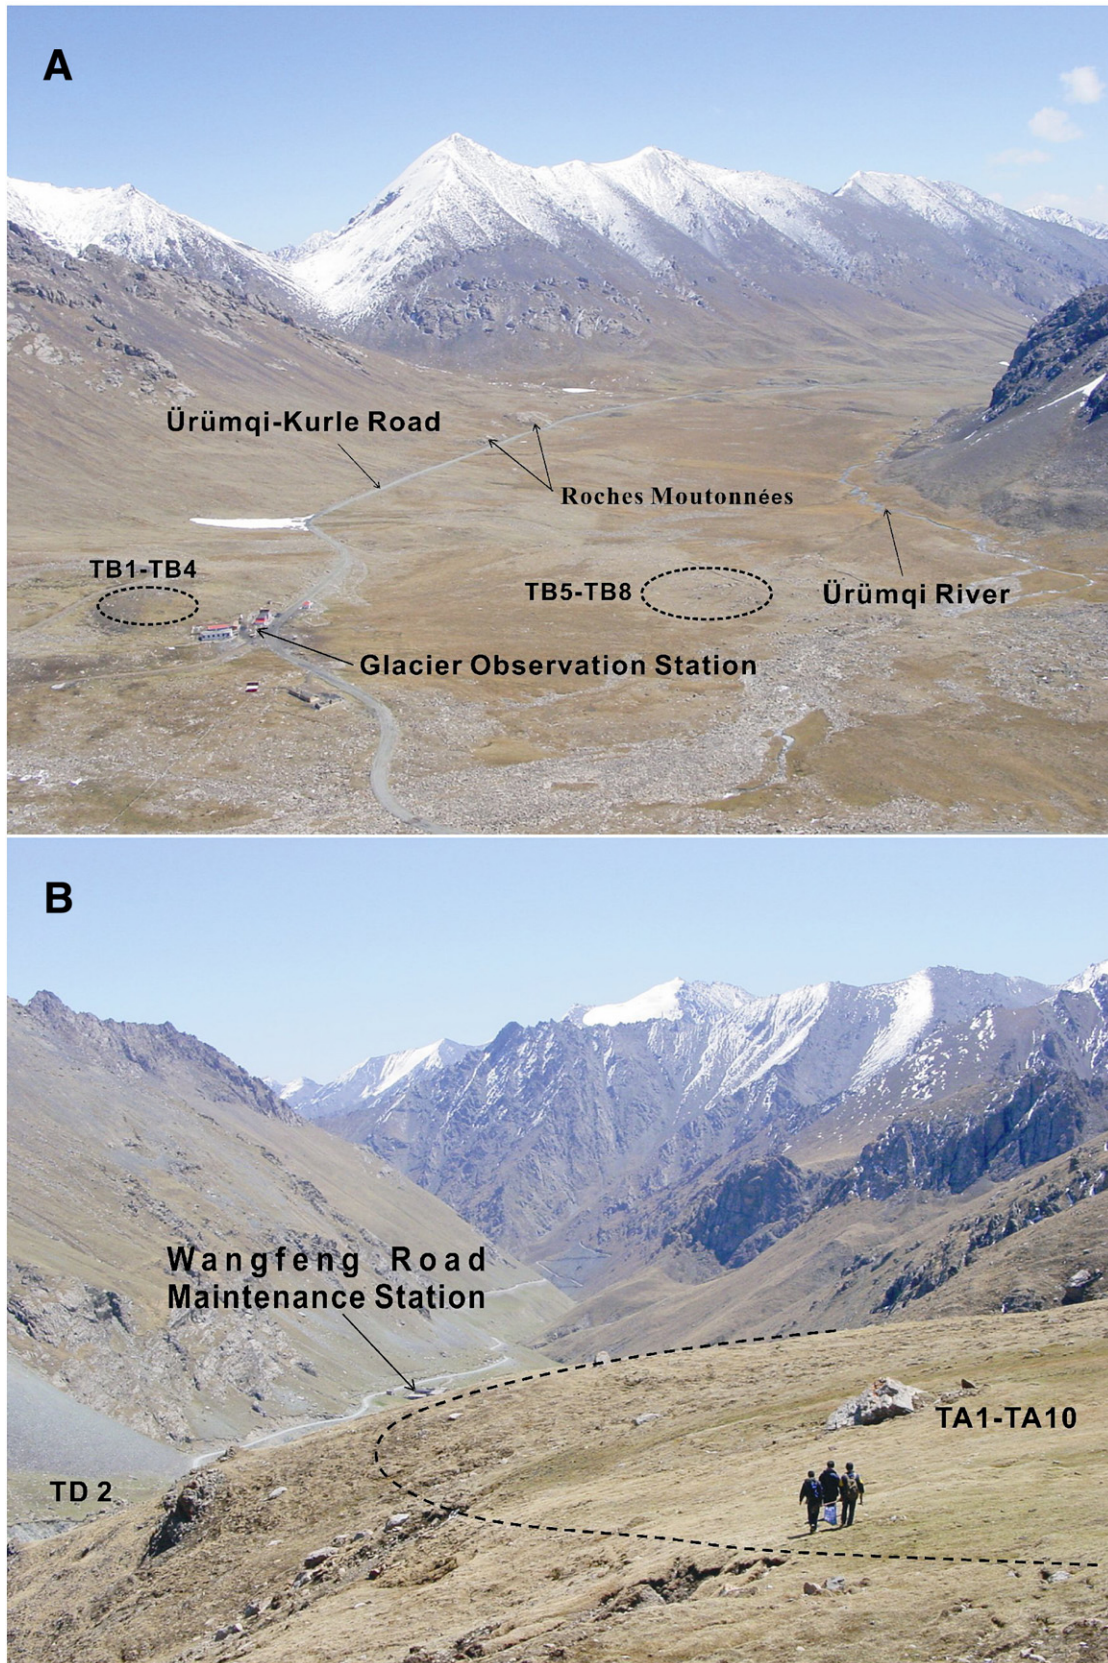 A
Ürümqi-Kurle Road
Roches Moutonnées
TB1-TB4
TB5-TB8
Ürümqi River
Glacier Observation Station
B
Wangfeng Road
Maintenance Station
TA1-TA10
TD 2